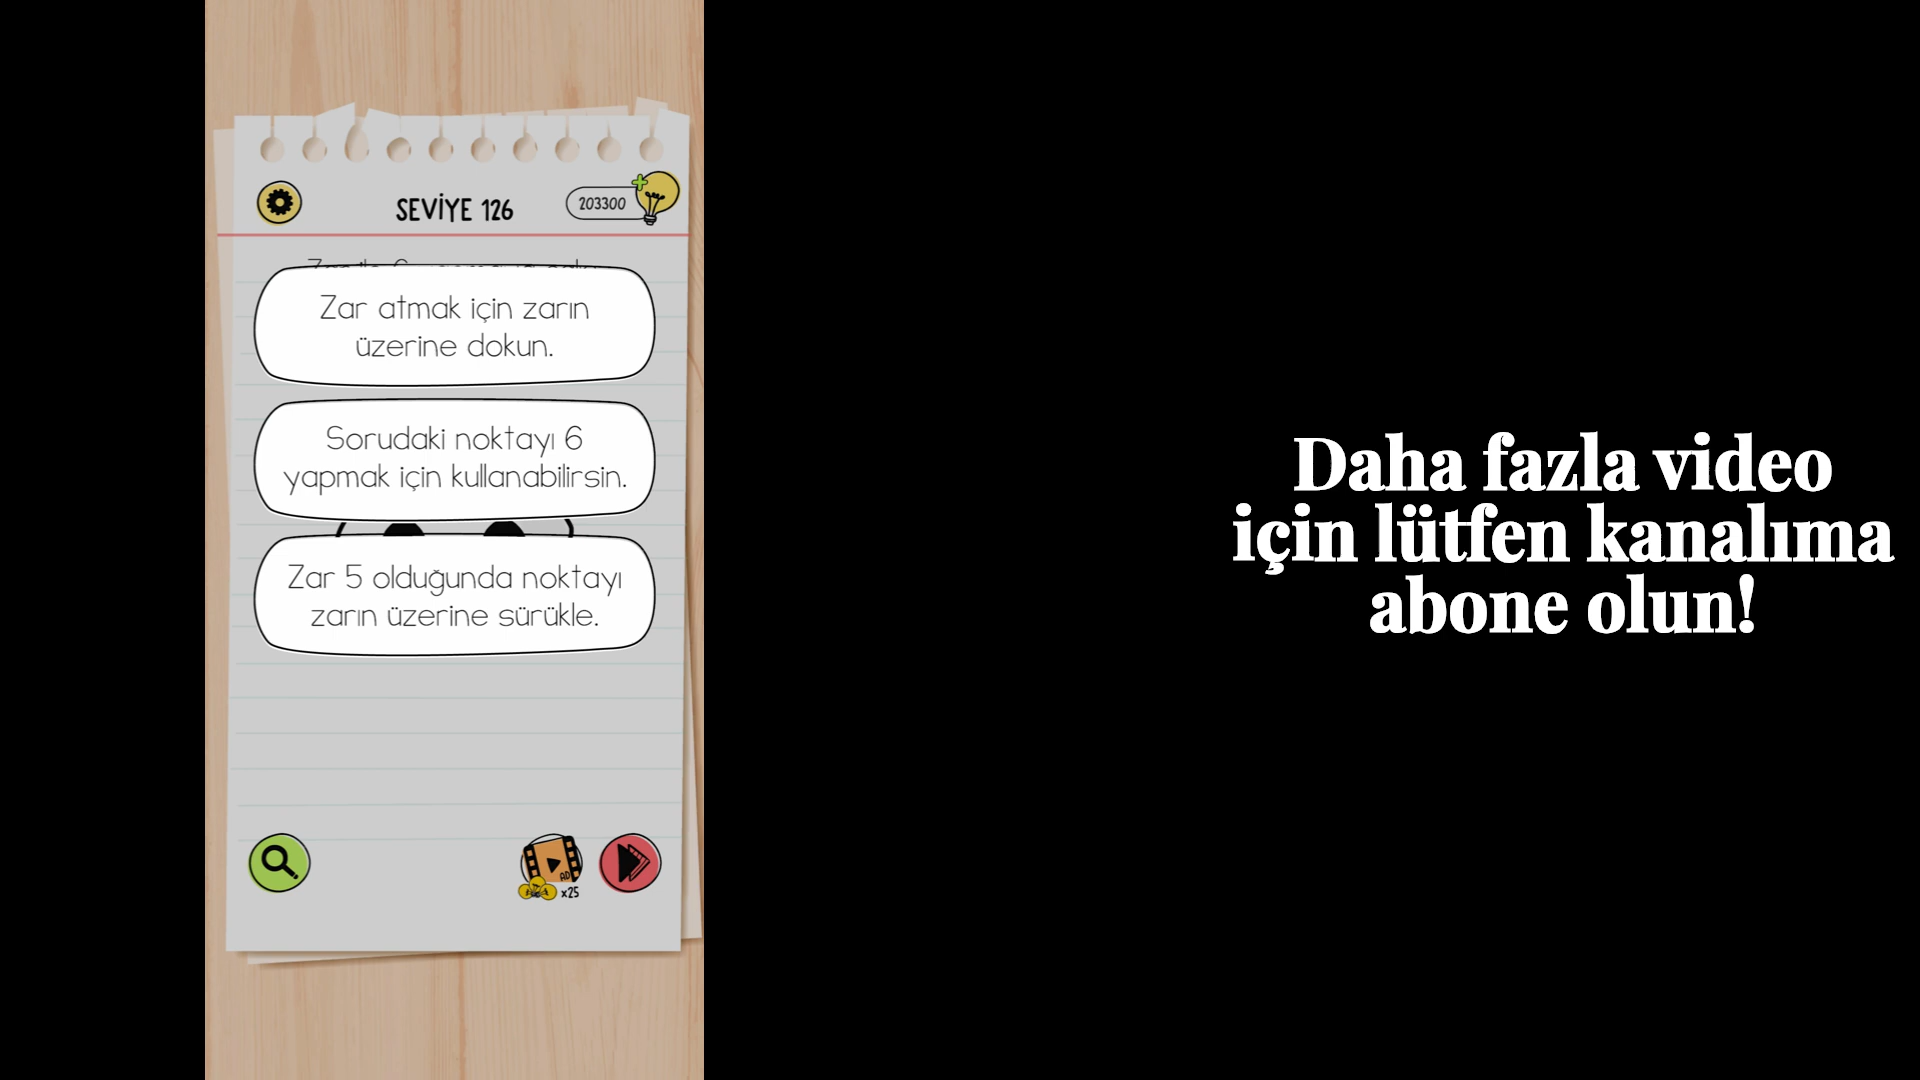 SEVİYE 126
203300
Zar atmak için zarın
üzerine dokun.
Sorudaki noktayı 6
yapmak için kullanabilirsin.
Zar 5 olduğunda noktayı
zarın üzerine sürükle.
AD
x25
Daha fazla video
için lütfen kanalıma
abone olun!